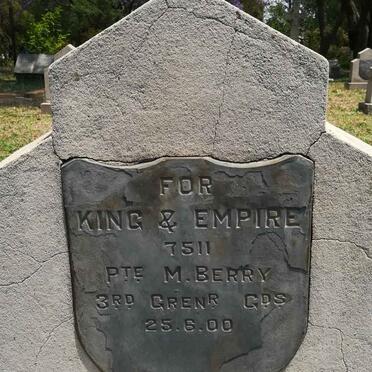 FOR
KING & EMPIRE
7511
PTE M. BERRY
3RD GRENR GDS
25.6.00